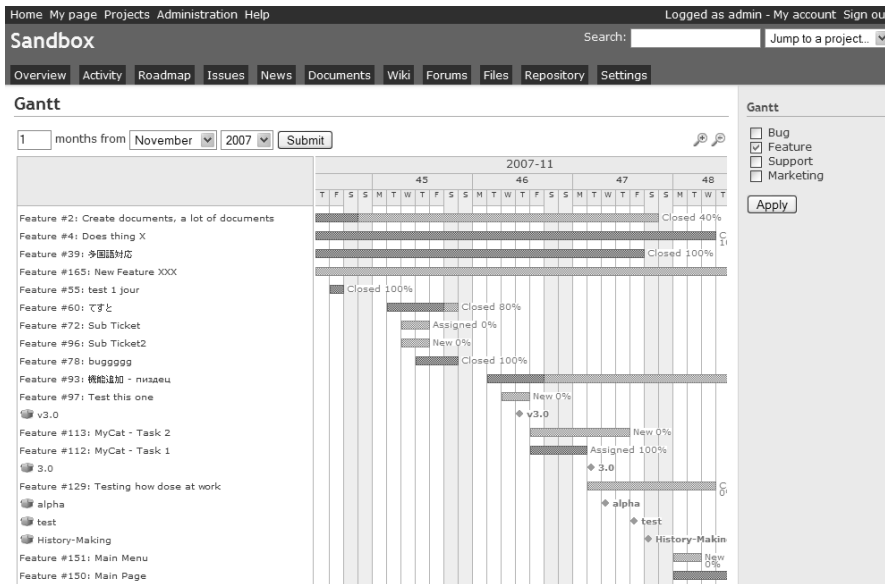 Home My page Projects Administration Help
Logged as admin - My account Sign ou
Sandbox
Search:
Jump to a project...
Overview Activity Roadmap Issues News Documents Wiki Forums Files Repository Settings
Gantt
1 months from November 2007 Submit
2007-11
45 46 47 48
T F S S M T W T F S S M T W T F S S M T W T F S S M T W T
Feature #2: Create documents, a lot of documents Closed 40%
Feature #4: Does thing X
Feature #39: 多国語対応 Closed 100%
Feature #165: New Feature XXX
Feature #55: test 1 jour Closed 100%
Feature #60: てすと Closed 80%
Feature #72: Sub Ticket Assigned 0%
Feature #96: Sub Ticket2 New 0%
Feature #78: buggggg Closed 100%
Feature #93: 機能追加 - пиздец
Feature #97: Test this one New 0%
v3.0 v3.0
Feature #113: MyCat - Task 2 New 0%
Feature #112: MyCat - Task 1 Assigned 100%
3.0 3.0
Feature #129: Testing how dose at work
alpha alpha
test test
History-Making History-Makin
Feature #151: Main Menu New 0%
Feature #150: Main Page
Gantt
Bug
Feature
Support
Marketing
Apply